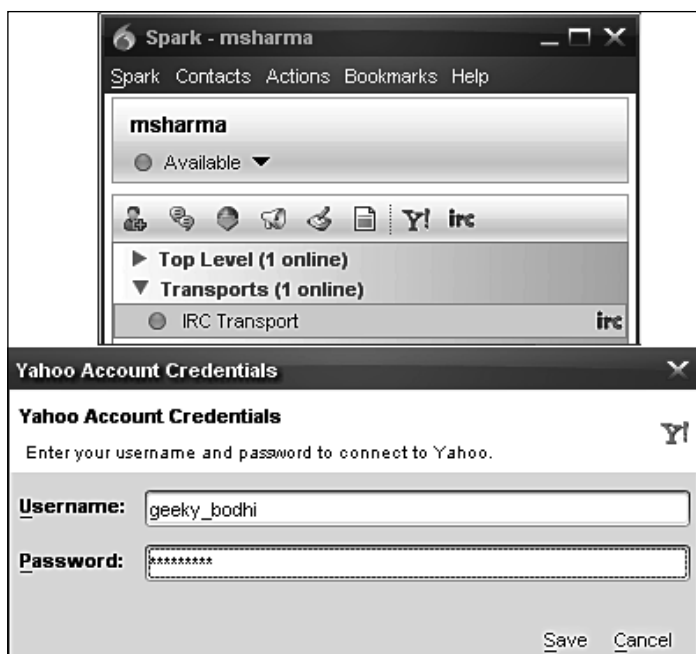 Spark - msharma
Spark Contacts Actions Bookmarks Help
msharma
Available
Y! irc
Top Level (1 online)
Transports (1 online)
IRC Transport irc
Yahoo Account Credentials
Yahoo Account Credentials
Y!
Enter your username and password to connect to Yahoo.
Username: geeky_bodhi
Password: *********
Save Cancel